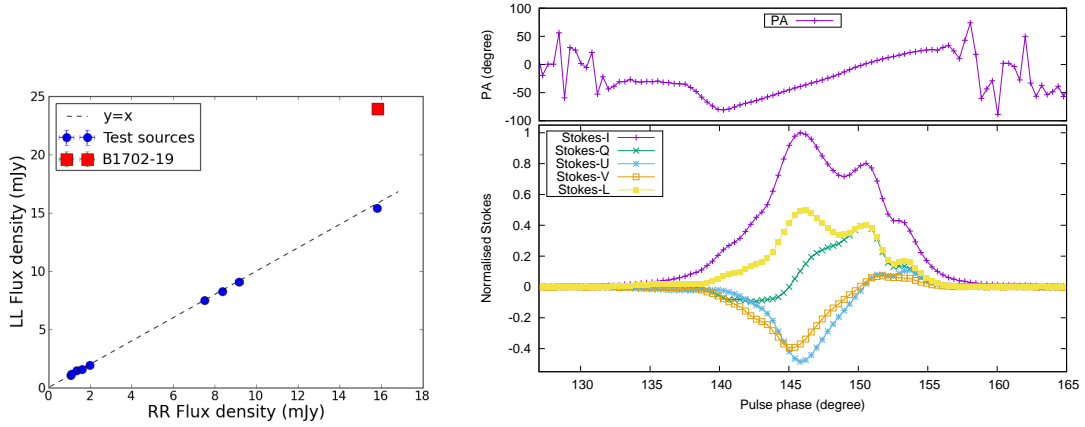 25
20
15
10
5
0
LL Flux density (mJy)
y=x
Test sources
B1702-19
0 2 4 6 8 10 12 14 16 18
RR Flux density (mJy)
PA
100
50
0
-50
-100
PA (degree)
Stokes-I
Stokes-Q
Stokes-U
Stokes-V
Stokes-L
1
0.8
0.6
0.4
0.2
0
-0.2
-0.4
Normalised Stokes
130 135 140 145 150 155 160 165
Pulse phase (degree)